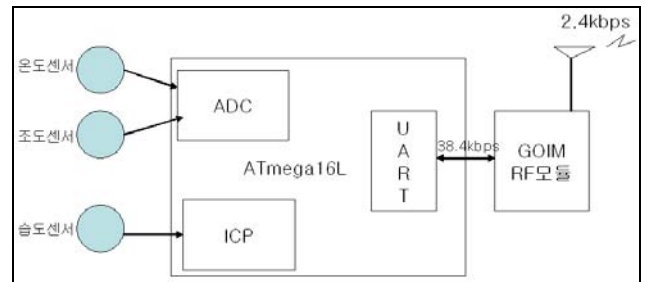 2.4kbps
온도센서
조도센서
습도센서
ADC
ATmega16L
ICP
UART
38.4kbps
GOIM
RF모듈